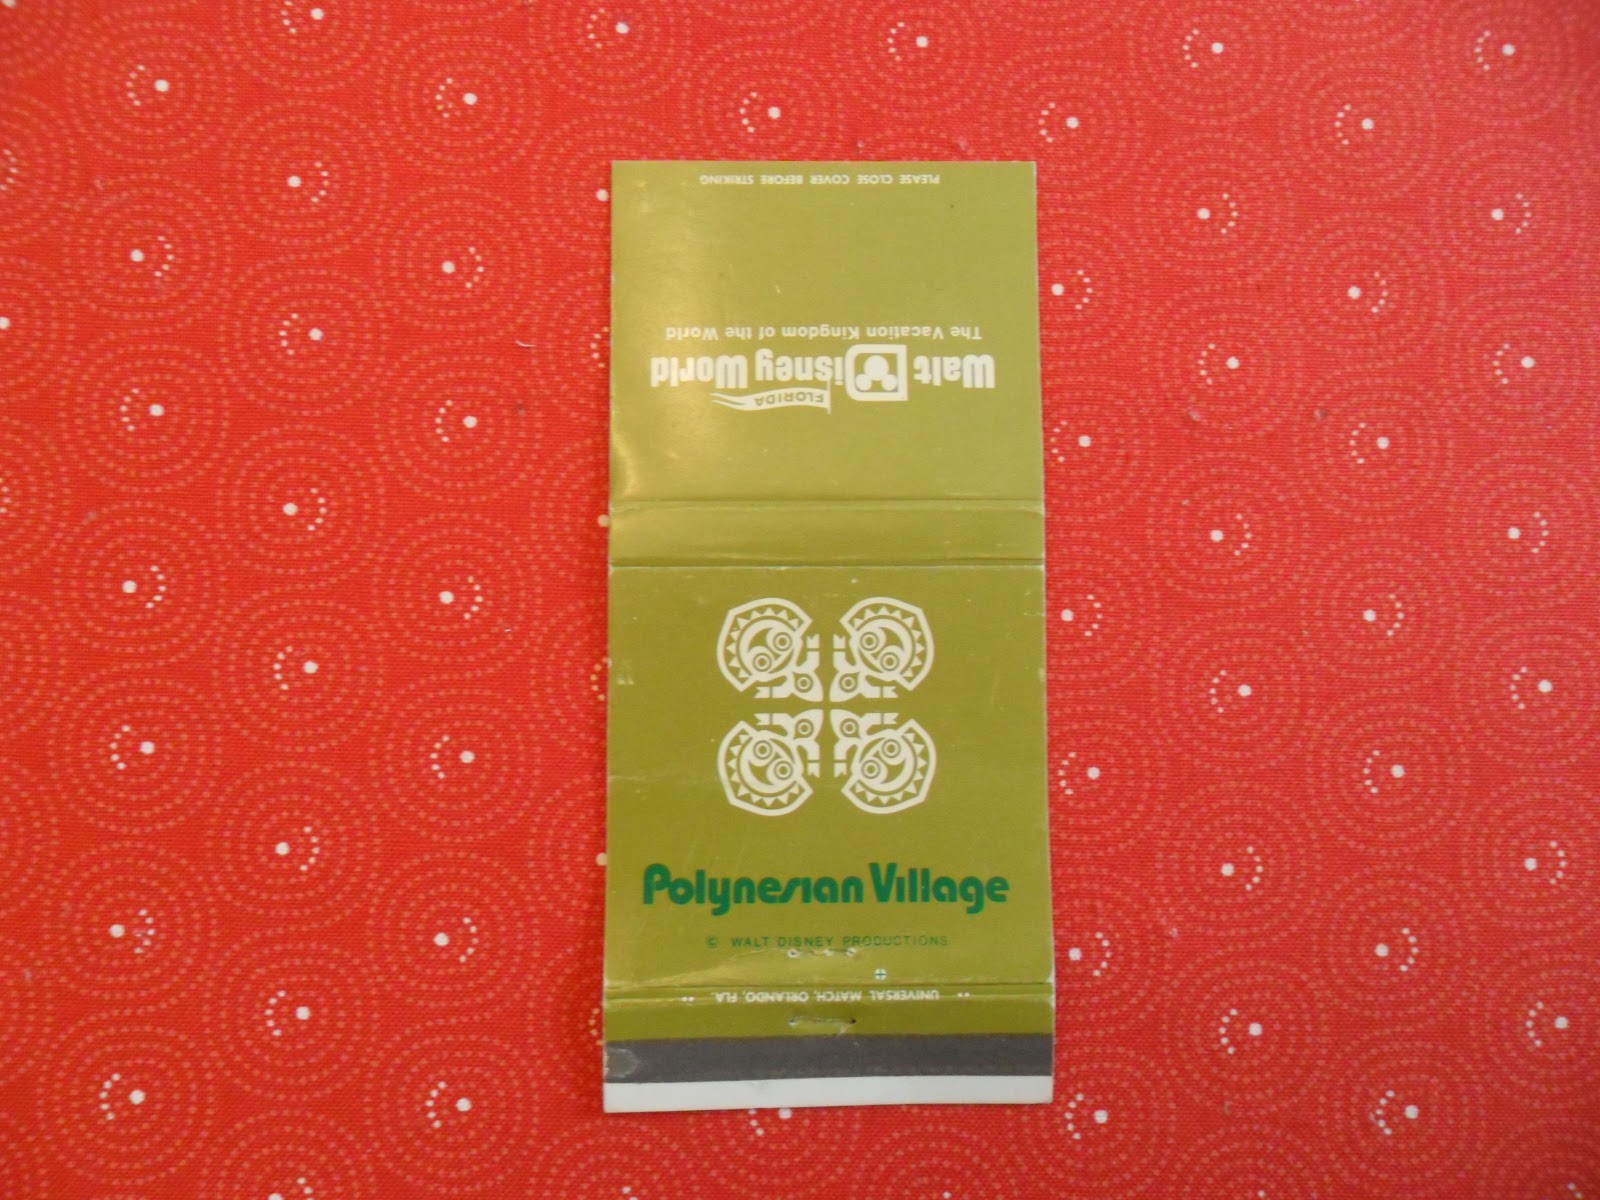 PLEASE CLOSE COVER BEFORE STRIKING
FLORIDA
Walt Disney World
The Vacation Kingdom of the World
Polynesian Village
© WALT DISNEY PRODUCTIONS
UNIVERSAL MATCH, ORLANDO, FLA.